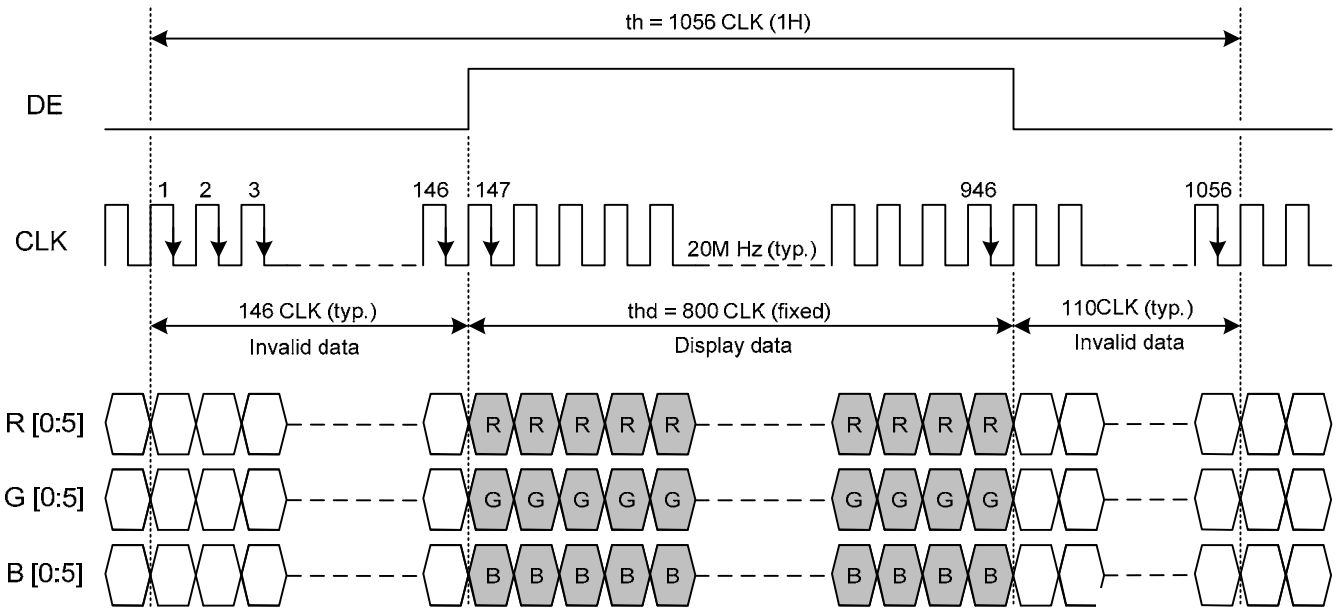 th = 1056 CLK (1H)
DE
1 2 3 146 147 946 1056
CLK
20M Hz (typ.)
146 CLK (typ.) thd = 800 CLK (fixed) 110CLK (typ.)
Invalid data Display data Invalid data
R [0:5] R R R R R R R R R
G [0:5] G G G G G G G G G
B [0:5] B B B B B B B B B